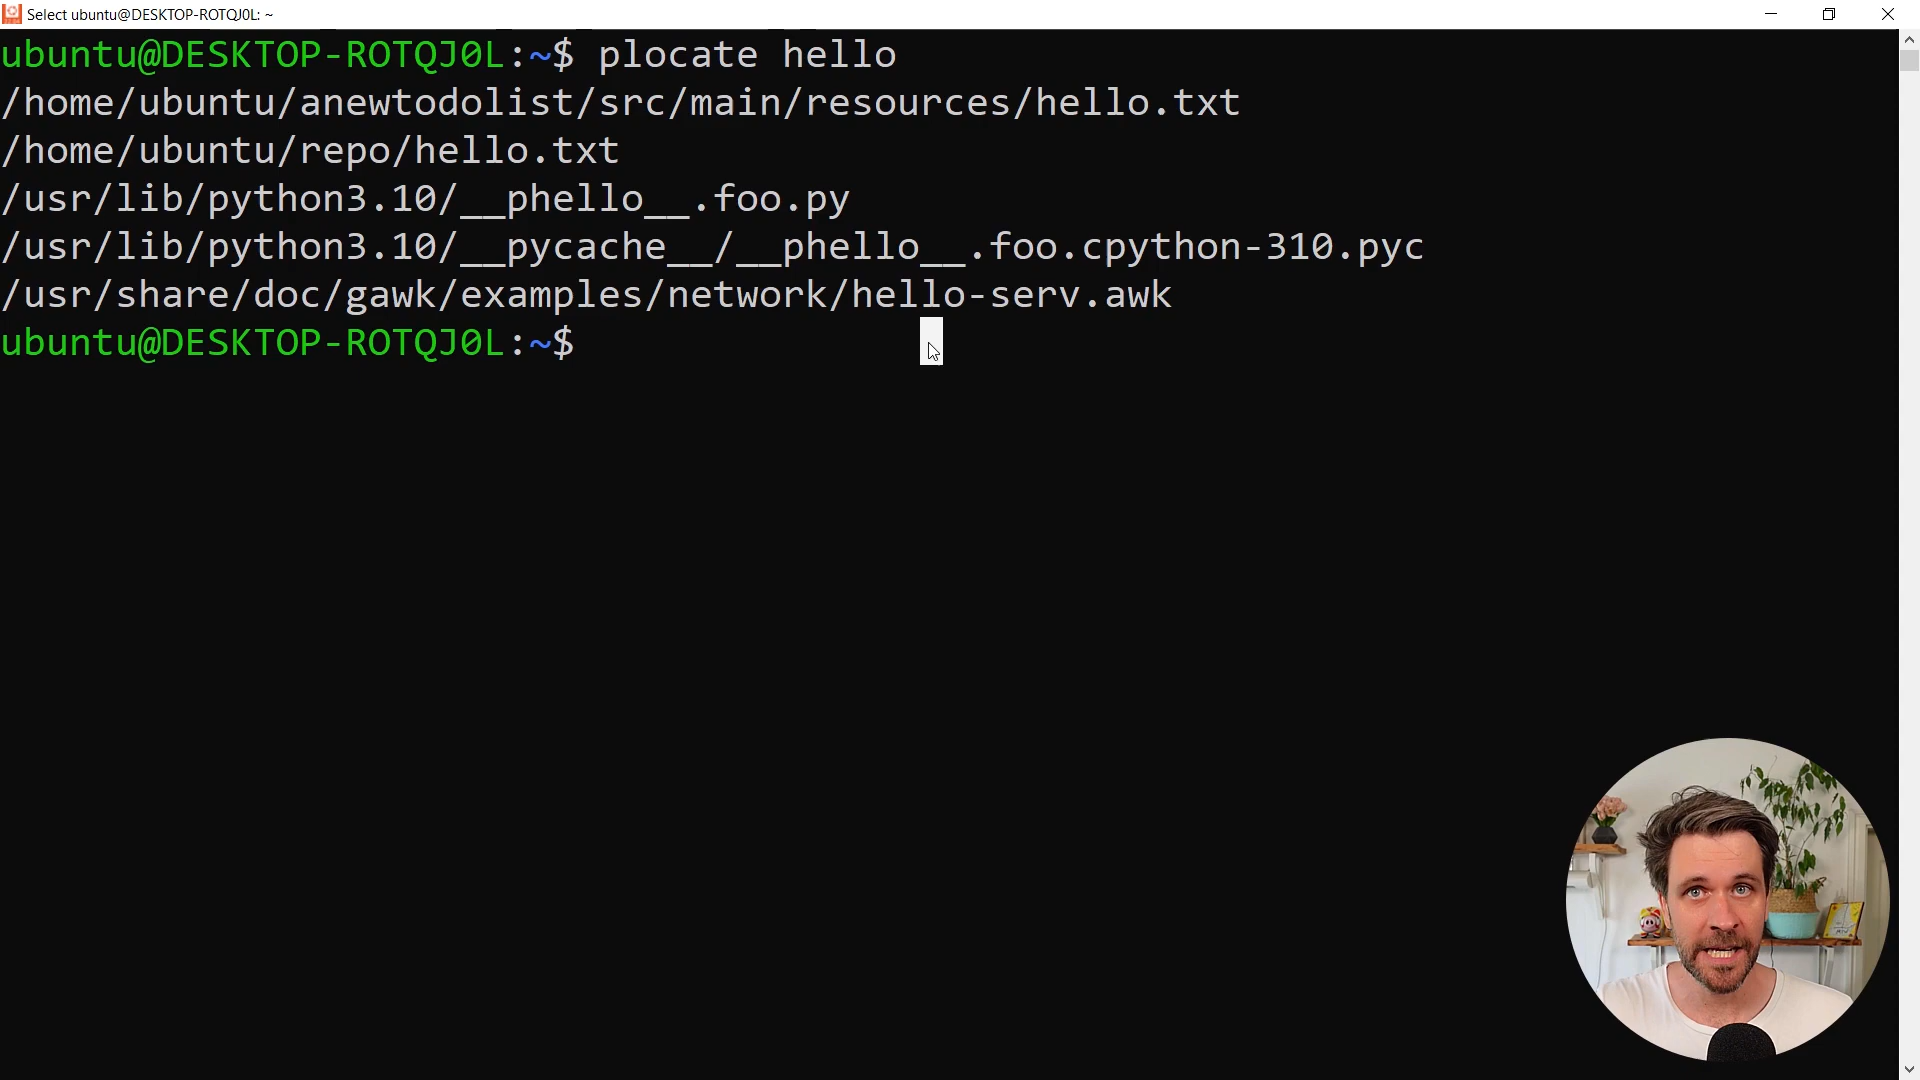 Select ubuntu@DESKTOP-ROTQJ0L: ~
ubuntu@DESKTOP-ROTQJ0L:~$ plocate hello
/home/ubuntu/anewtodolist/src/main/resources/hello.txt
/home/ubuntu/repo/hello.txt
/usr/lib/python3.10/__phello__.foo.py
/usr/lib/python3.10/__pycache__/__phello__.foo.cpython-310.pyc
/usr/share/doc/gawk/examples/network/hello-serv.awk
ubuntu@DESKTOP-ROTQJ0L:~$